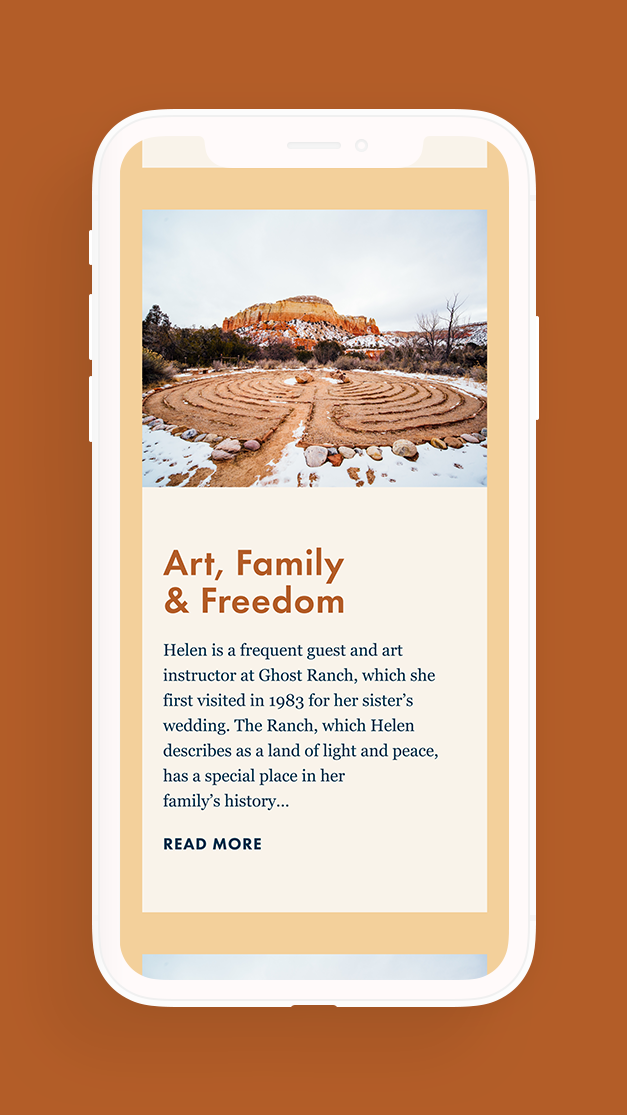 Art, Family
& Freedom
Helen is a frequent guest and art
instructor at Ghost Ranch, which she
first visited in 1983 for her sister’s
wedding. The Ranch, which Helen
describes as a land of light and peace,
has a special place in her
family’s history...
READ MORE